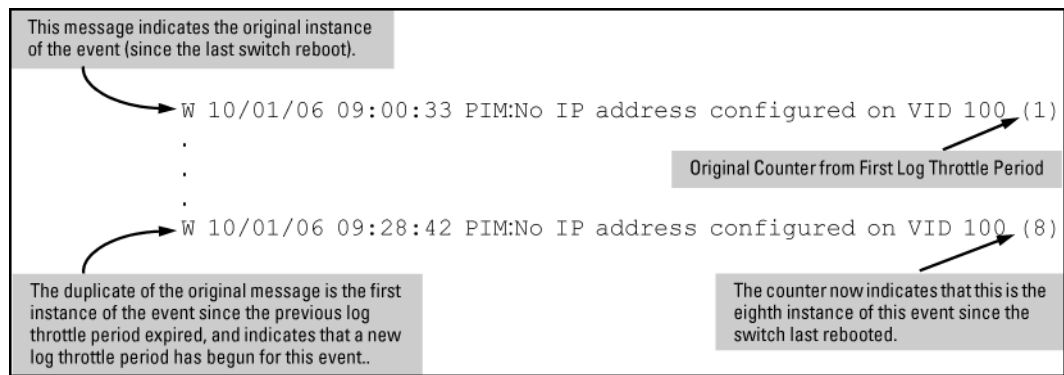 This message indicates the original instance
of the event (since the last switch reboot).
W 10/01/06 09:00:33 PIM:No IP address configured on VID 100 (1)
.
.
.
Original Counter from First Log Throttle Period
W 10/01/06 09:28:42 PIM:No IP address configured on VID 100 (8)
The duplicate of the original message is the first
instance of the event since the previous log
throttle period expired, and indicates that a new
log throttle period has begun for this event..
The counter now indicates that this is the
eighth instance of this event since the
switch last rebooted.